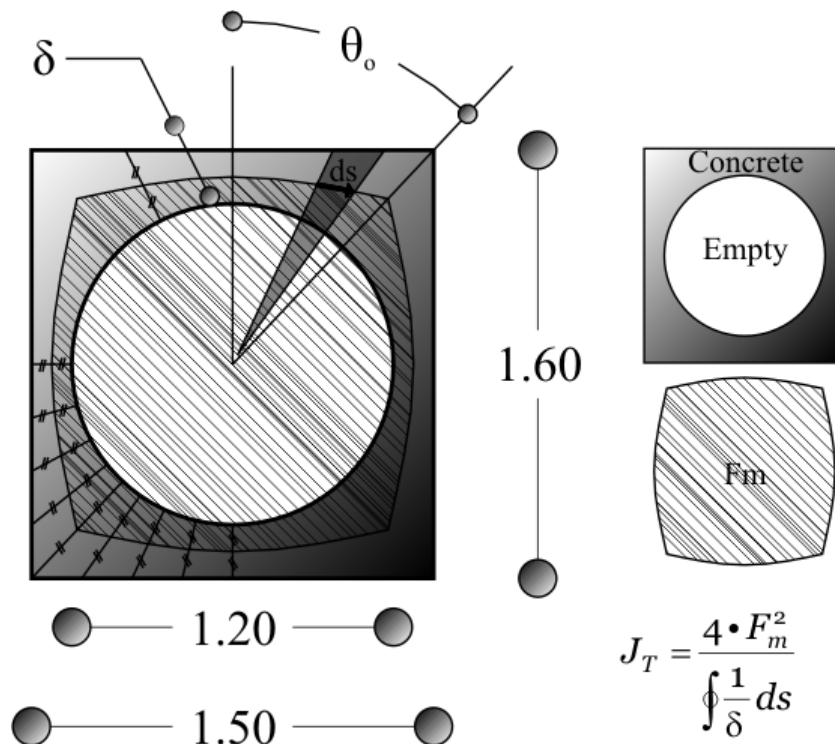 δ
θₒ
ds
Concrete
Empty
1.60
Fm
1.20
1.50
J_T = 4 • F_m^2 / ∮ 1/δ ds